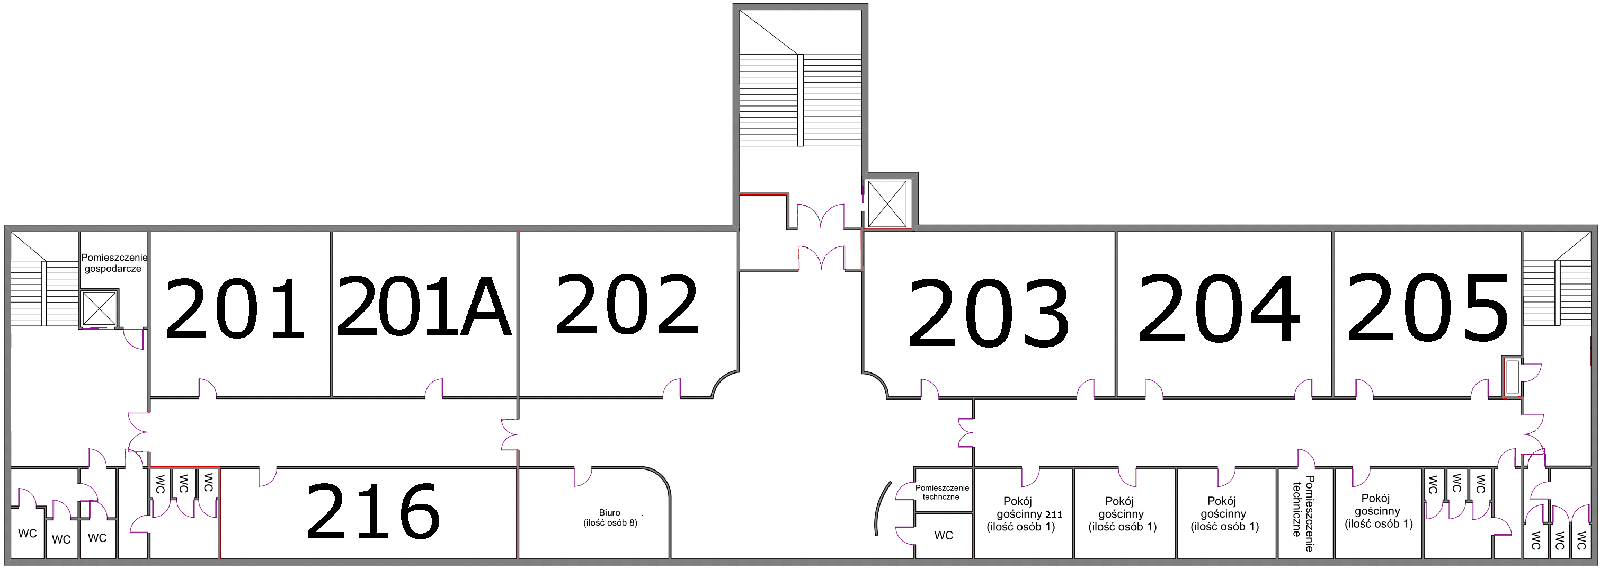 Pomieszczenie
gospodarcze
201
201A
202
203
204
205
WC
WC
WC
216
Biuro
(ilość osób 8)
Pomieszczenie
techniczne
WC
Pokój
gościnny 211
(ilość osób 1)
Pokój
gościnny
(ilość osób 1)
Pokój
gościnny
(ilość osób 1)
Pomieszczenie
techniczne
Pokój
gościnny
(ilość osób 1)
WC
WC
WC
WC
WC
WC
WC
WC
WC